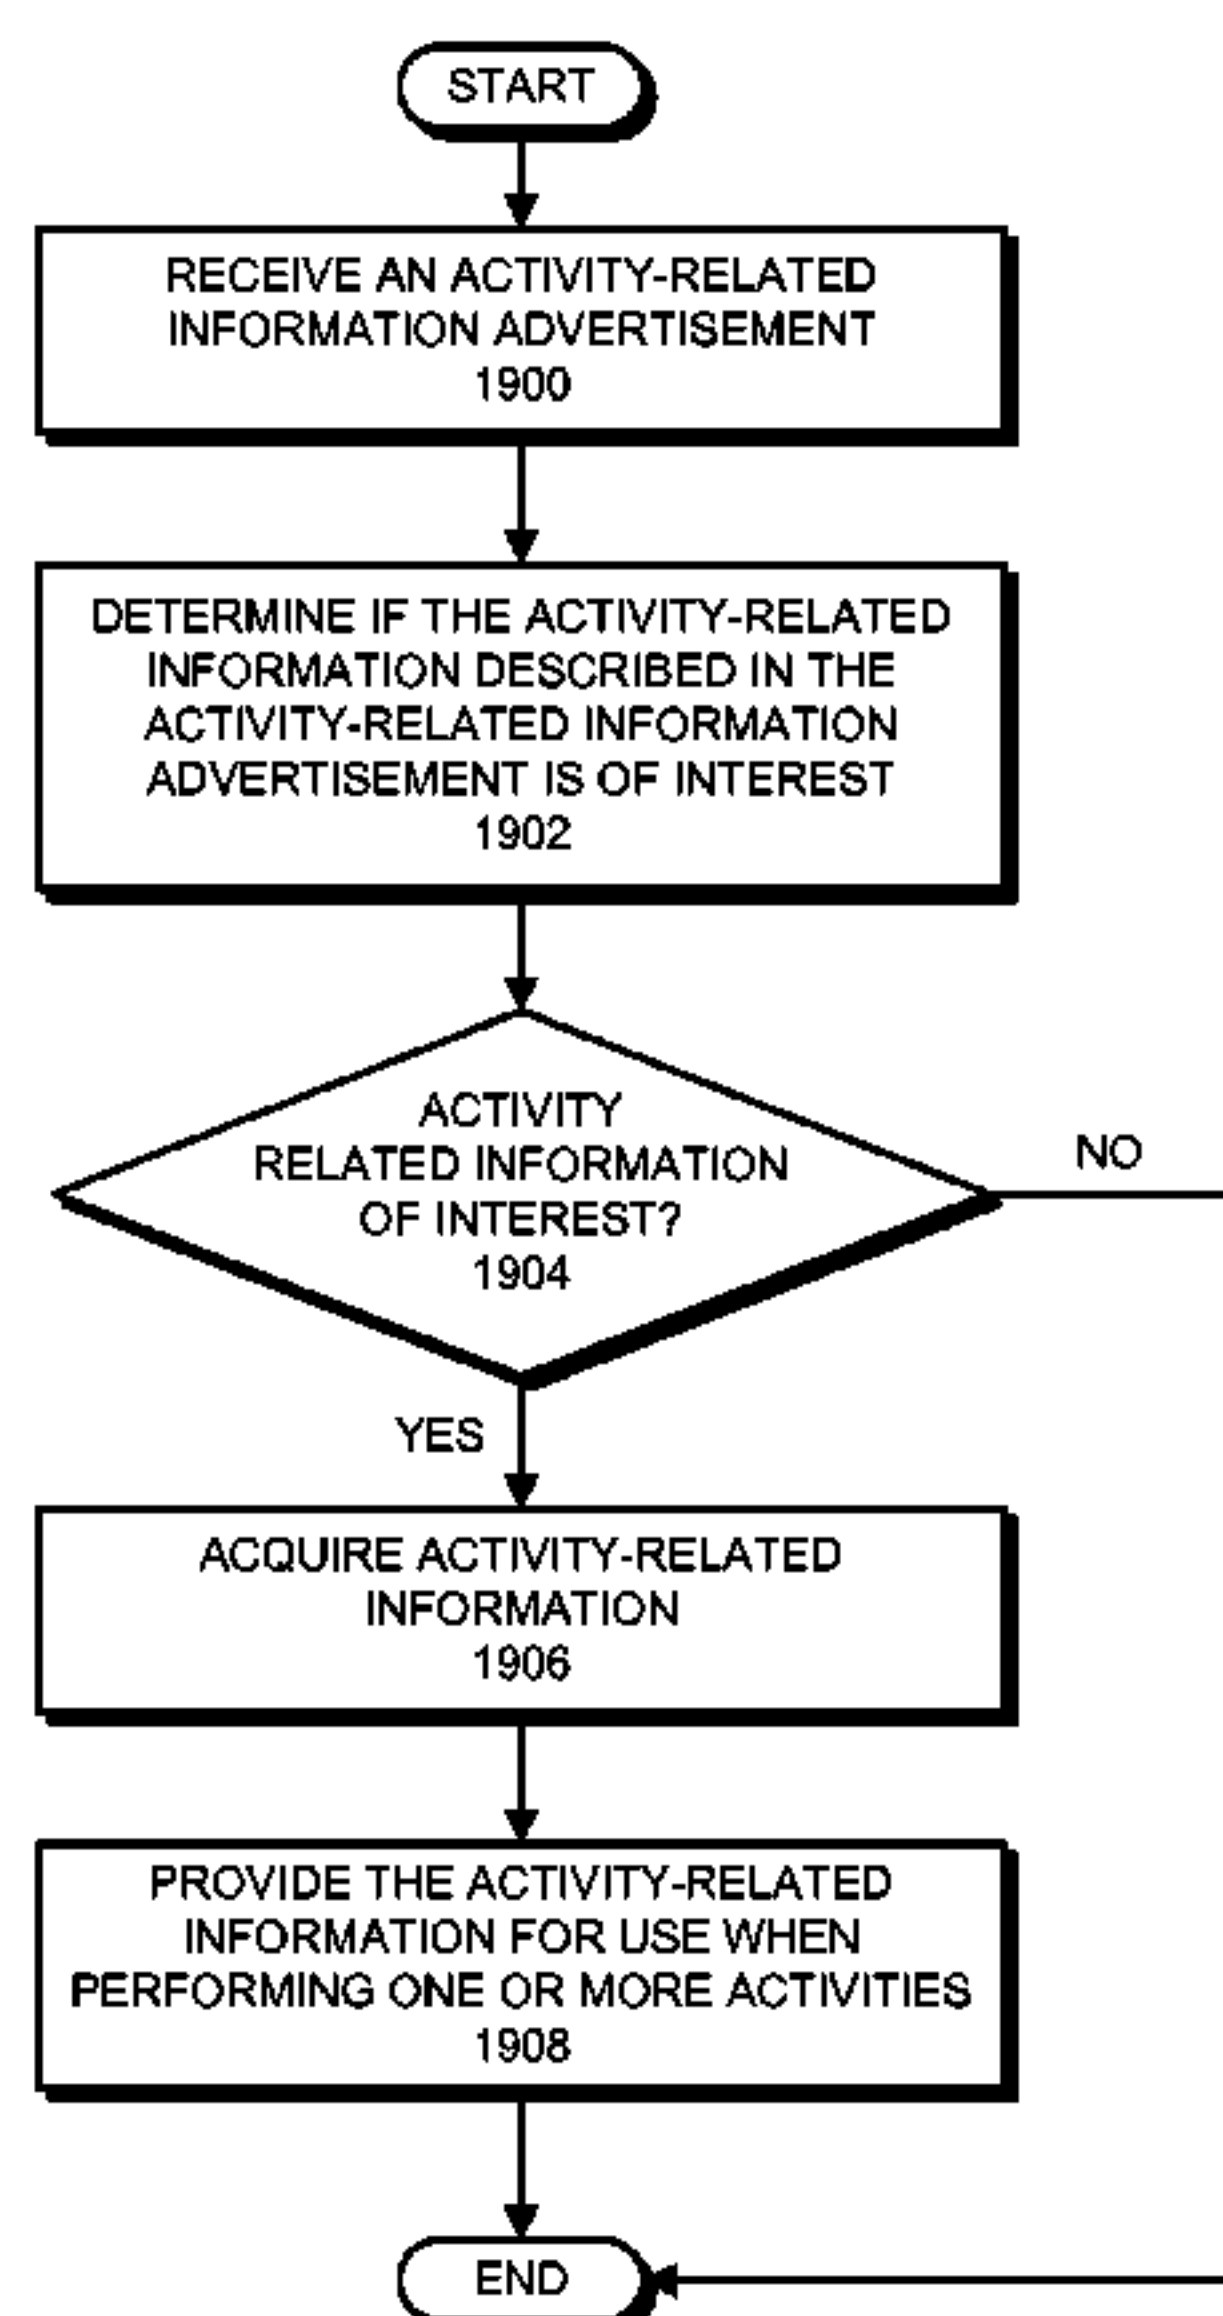 START
RECEIVE AN ACTIVITY-RELATED
INFORMATION ADVERTISEMENT
1900
DETERMINE IF THE ACTIVITY-RELATED
INFORMATION DESCRIBED IN THE
ACTIVITY-RELATED INFORMATION
ADVERTISEMENT IS OF INTEREST
1902
ACTIVITY
RELATED INFORMATION
OF INTEREST?
1904
NO
YES
ACQUIRE ACTIVITY-RELATED
INFORMATION
1906
PROVIDE THE ACTIVITY-RELATED
INFORMATION FOR USE WHEN
PERFORMING ONE OR MORE ACTIVITIES
1908
END